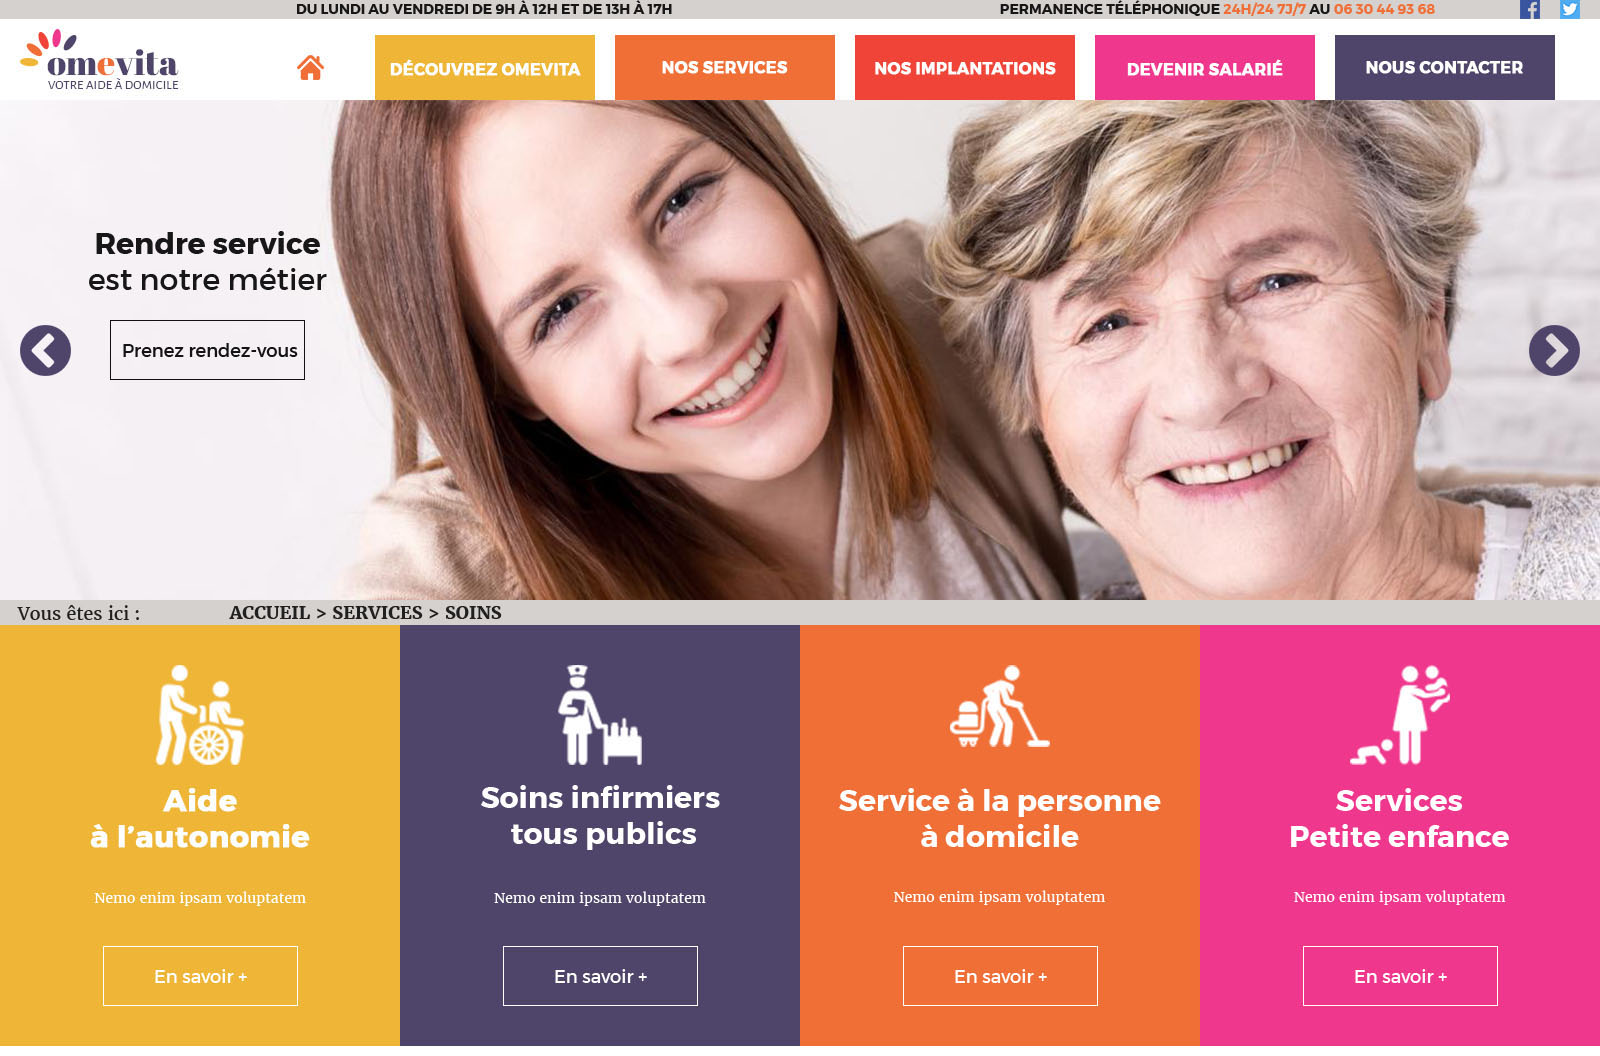 DU LUNDI AU VENDREDI DE 9H À 12H ET DE 13H À 17H
PERMANENCE TÉLÉPHONIQUE 24H/24 7J/7 AU 06 30 44 93 68
omevita
VOTRE AIDE À DOMICILE
DÉCOUVREZ OMEVITA
NOS SERVICES
NOS IMPLANTATIONS
DEVENIR SALARIÉ
NOUS CONTACTER
Rendre service
est notre métier
Prenez rendez-vous
Vous êtes ici :
ACCUEIL > SERVICES > SOINS
Aide
à l’autonomie
Nemo enim ipsam voluptatem
En savoir +
Soins infirmiers
tous publics
Nemo enim ipsam voluptatem
En savoir +
Service à la personne
à domicile
Nemo enim ipsam voluptatem
En savoir +
Services
Petite enfance
Nemo enim ipsam voluptatem
En savoir +